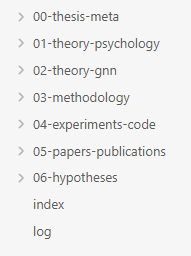 00-thesis-meta
01-theory-psychology
02-theory-gnn
03-methodology
04-experiments-code
05-papers-publications
06-hypotheses
index
log